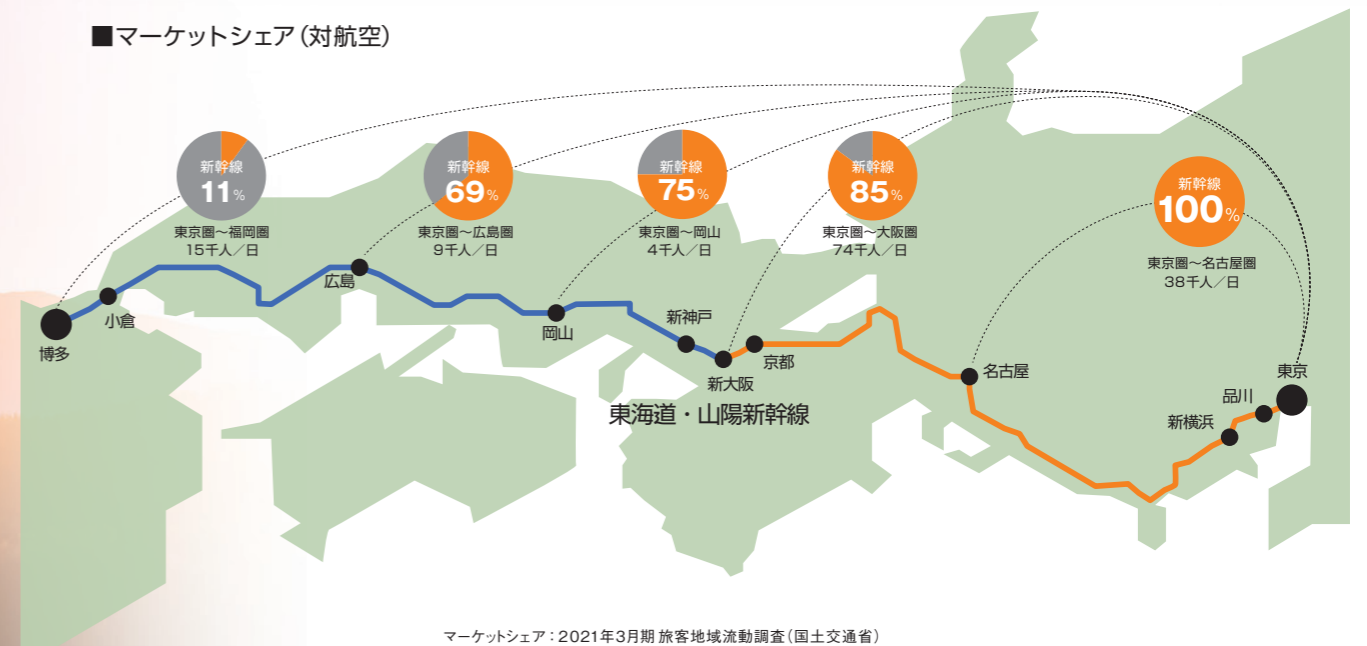 ■マーケットシェア(対航空)
新幹線
11%
東京圏～福岡圏
15千人／日
新幹線
69%
東京圏～広島圏
9千人／日
新幹線
75%
東京圏～岡山
4千人／日
新幹線
85%
東京圏～大阪圏
74千人／日
新幹線
100%
東京圏～名古屋圏
38千人／日
博多
小倉
広島
岡山
新神戸
新大阪
京都
名古屋
新横浜
品川
東京
東海道・山陽新幹線
マーケットシェア：2021年3月期 旅客地域流動調査(国土交通省)